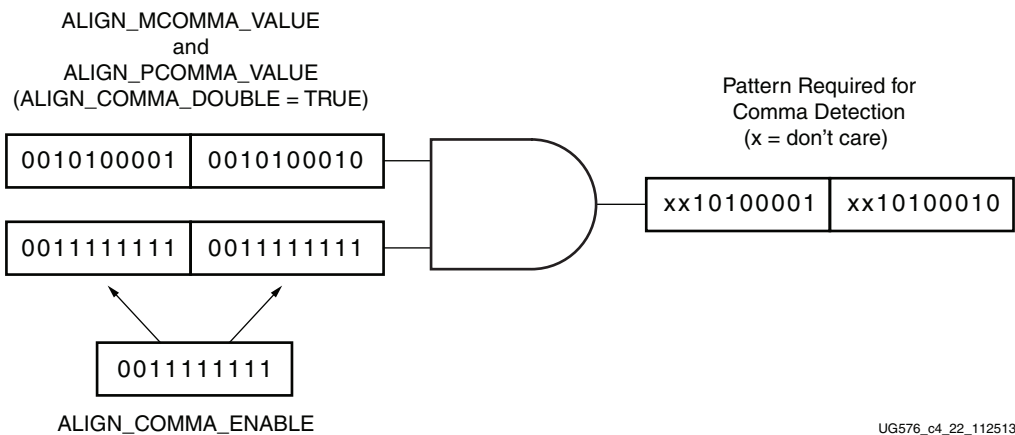 ALIGN_MCOMMA_VALUE
and
ALIGN_PCOMMA_VALUE
(ALIGN_COMMA_DOUBLE = TRUE)
Pattern Required for
Comma Detection
(x = don't care)
0010100001 0010100010
xx10100001 xx10100010
0011111111 0011111111
0011111111
ALIGN_COMMA_ENABLE
UG576_c4_22_112513